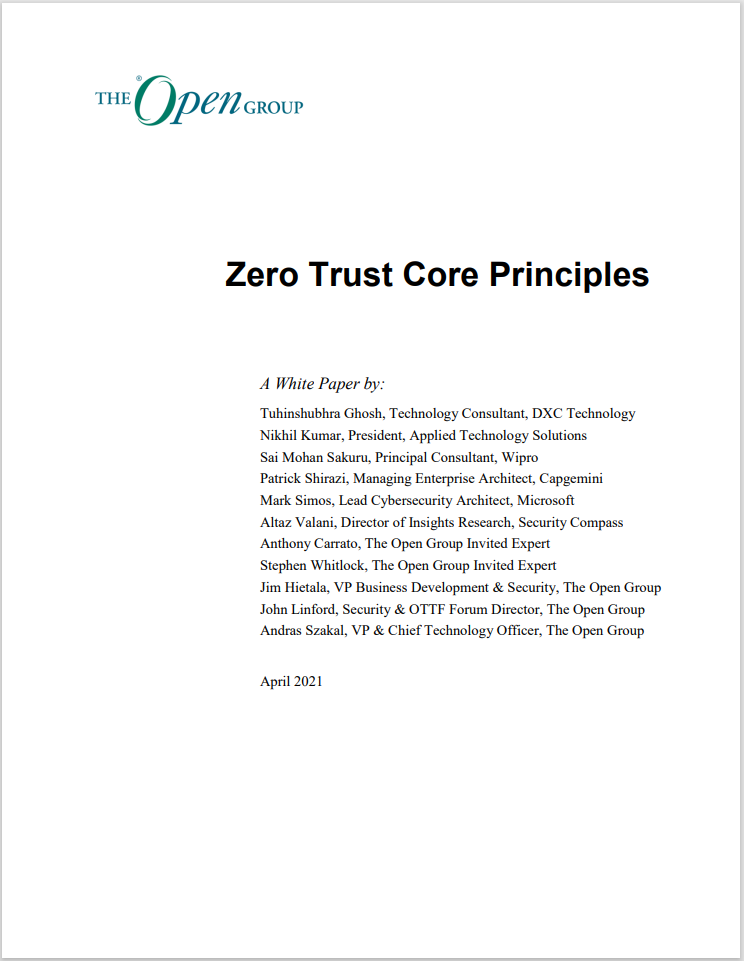 THE Open GROUP
®
Zero Trust Core Principles
A White Paper by:
Tuhinshubhra Ghosh, Technology Consultant, DXC Technology
Nikhil Kumar, President, Applied Technology Solutions
Sai Mohan Sakuru, Principal Consultant, Wipro
Patrick Shirazi, Managing Enterprise Architect, Capgemini
Mark Simos, Lead Cybersecurity Architect, Microsoft
Altaz Valani, Director of Insights Research, Security Compass
Anthony Carrato, The Open Group Invited Expert
Stephen Whitlock, The Open Group Invited Expert
Jim Hietala, VP Business Development & Security, The Open Group
John Linford, Security & OTTF Forum Director, The Open Group
Andras Szakal, VP & Chief Technology Officer, The Open Group
April 2021